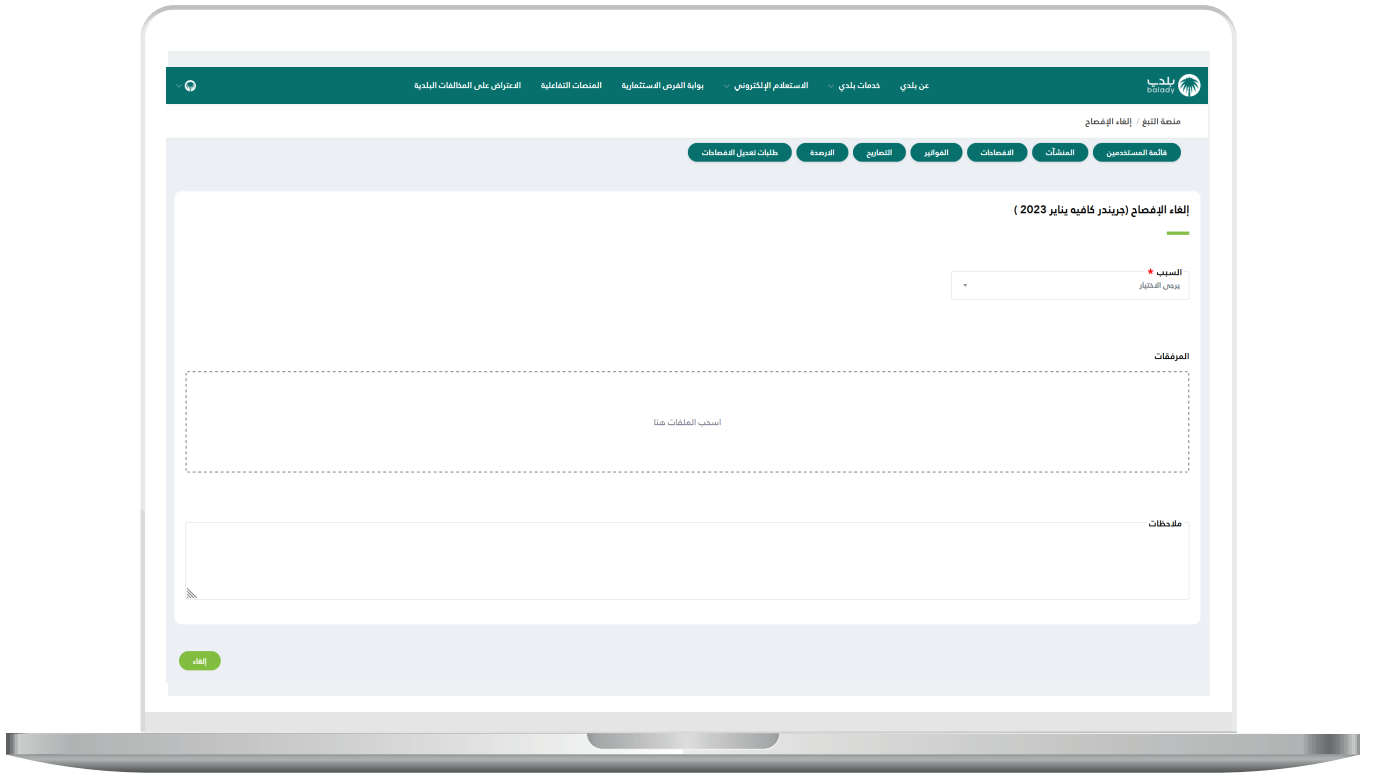 بلدي
balady
عن بلدي خدمات بلدي الاستعلام الإلكتروني بوابة الفرص الاستثمارية المنصات التفاعلية الاعتراض على المخالفات البلدية
منصة التبغ / إلغاء الإفصاح
قائمة المستخدمين المنشآت الافصاحات الفواتير التصاريح الارصدة طلبات تعديل الافصاحات
إلغاء الإفصاح (جريندر كافيه يناير 2023 )
السبب *
يرجى الاختيار
المرفقات
اسحب الملفات هنا
ملاحظات
إلغاء